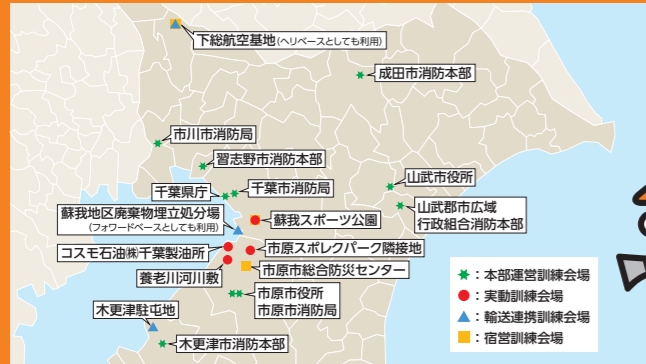 下総航空基地(ヘリベースとしても利用)
成田市消防本部
市川市消防局
習志野市消防本部
千葉県庁
千葉市消防局
山武市役所
山武郡市広域
行政組合消防本部
蘇我地区廃棄物埋立処分場
(フォワードベースとしても利用)
蘇我スポーツ公園
コスモ石油㈱千葉製油所
市原スポレクパーク隣接地
養老川河川敷
市原市総合防災センター
市原市役所
市原市消防局
木更津駐屯地
木更津市消防本部
:本部運営訓練会場
:実動訓練会場
:輸送連携訓練会場
:宿営訓練会場